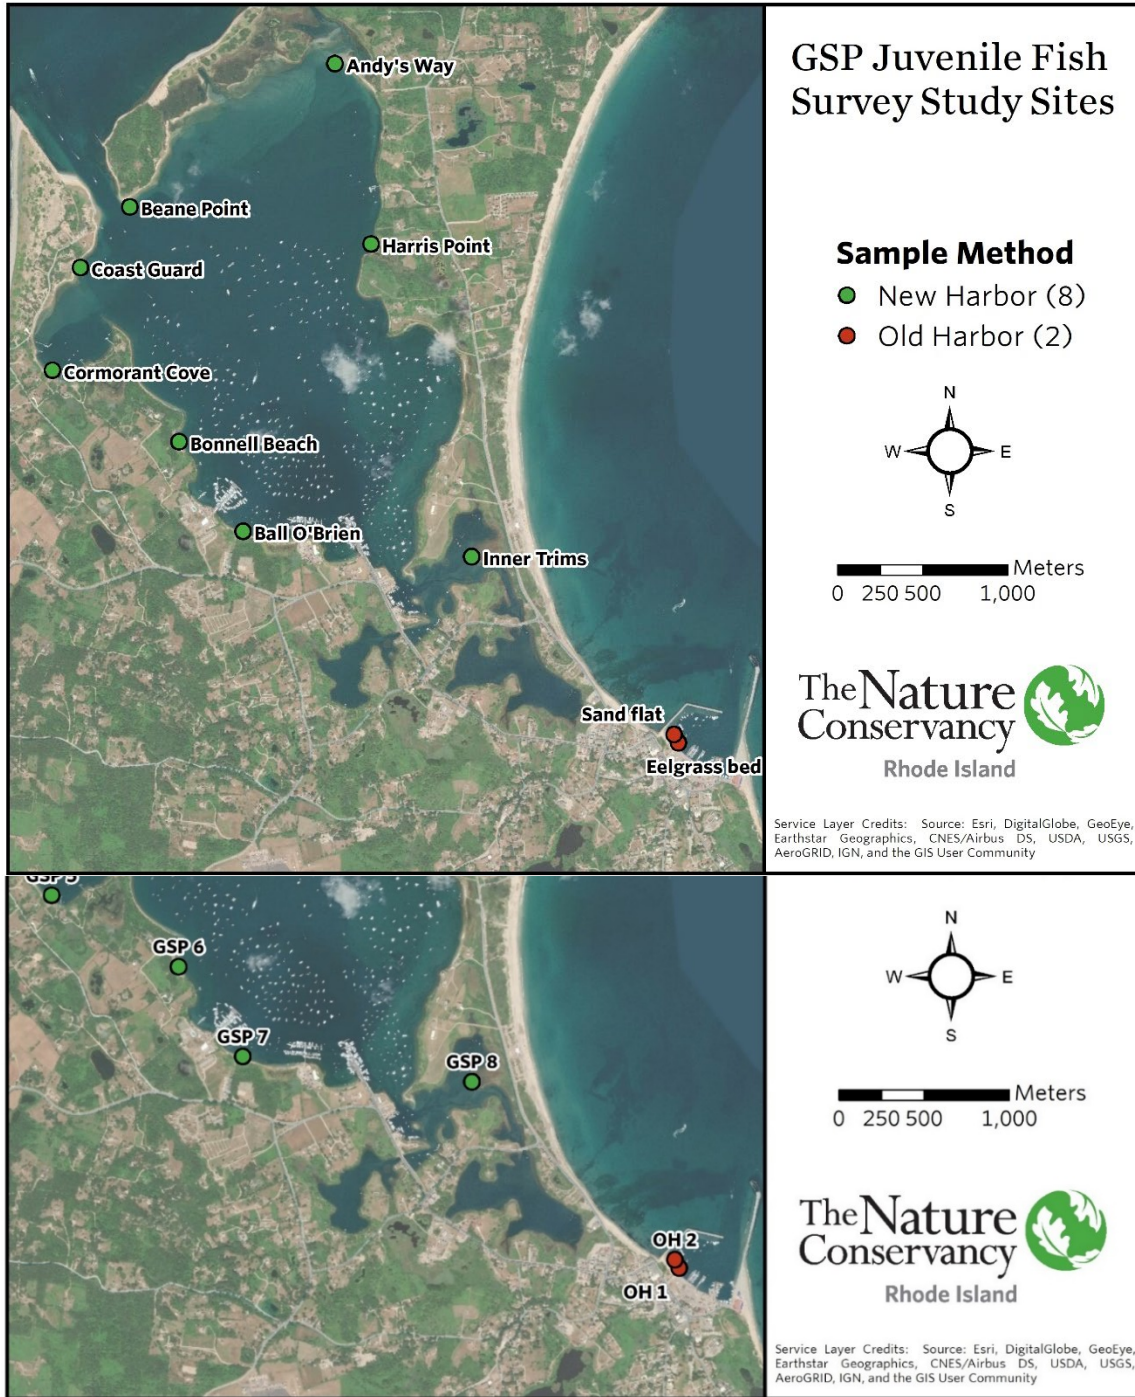 GSP Juvenile Fish
Survey Study Sites
Andy's Way
Beane Point
Harris Point
Coast Guard
Cormorant Cove
Bonnell Beach
Ball O'Brien
Inner Trims
Sand flat
Eelgrass bed
Sample Method
New Harbor (8)
Old Harbor (2)
N
W E
S
Meters
0 250 500 1,000
The Nature
Conservancy
Rhode Island
Service Layer Credits: Source: Esri, DigitalGlobe, GeoEye,
Earthstar Geographics, CNES/Airbus DS, USDA, USGS,
AeroGRID, IGN, and the GIS User Community
GSP 5
GSP 6
GSP 7
GSP 8
OH 2
OH 1
N
W E
S
Meters
0 250 500 1,000
The Nature
Conservancy
Rhode Island
Service Layer Credits: Source: Esri, DigitalGlobe, GeoEye,
Earthstar Geographics, CNES/Airbus DS, USDA, USGS,
AeroGRID, IGN, and the GIS User Community